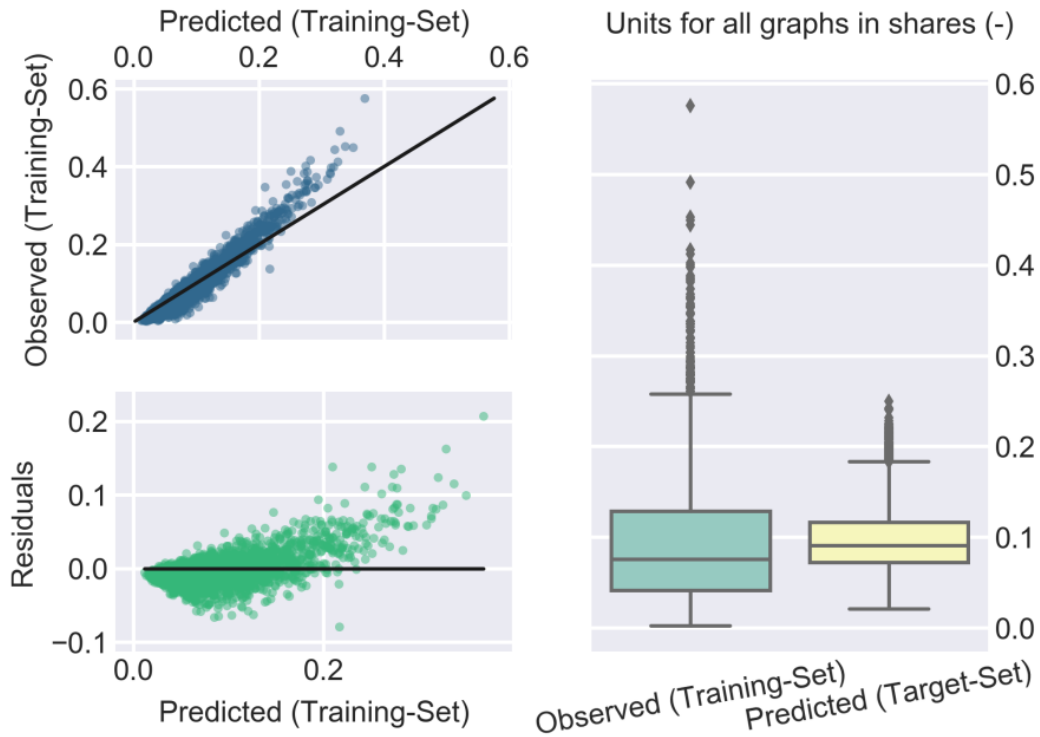 Predicted (Training-Set)
0.0 0.2 0.4 0.6
Observed (Training-Set)
0.6
0.4
0.2
0.0
Residuals
0.2
0.1
0.0
−0.1
0.0 0.2
Predicted (Training-Set)
Units for all graphs in shares (-)
0.6
0.5
0.4
0.3
0.2
0.1
0.0
Observed (Training-Set)
Predicted (Target-Set)